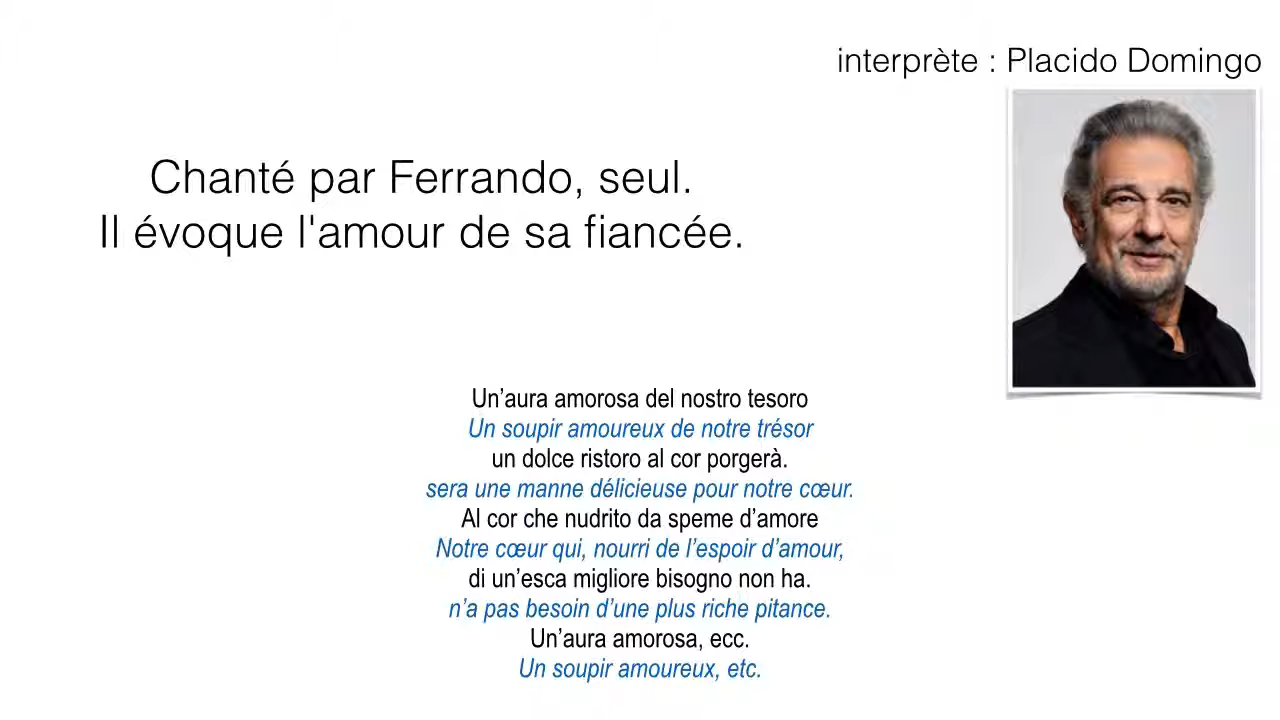 interprète : Placido Domingo
Chanté par Ferrando, seul.
Il évoque l'amour de sa fiancée.
Un’aura amorosa del nostro tesoro
Un soupir amoureux de notre trésor
un dolce ristoro al cor porgerà.
sera une manne délicieuse pour notre cœur.
Al cor che nudrito da speme d’amore
Notre cœur qui, nourri de l’espoir d’amour,
di un’esca migliore bisogno non ha.
n’a pas besoin d’une plus riche pitance.
Un’aura amorosa, ecc.
Un soupir amoureux, etc.